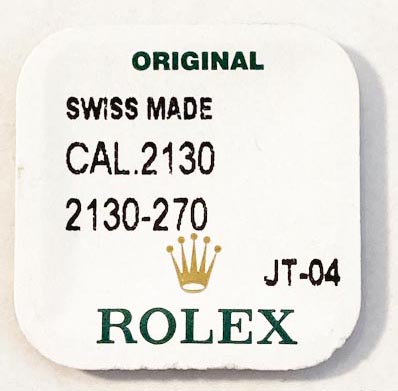 ORIGINAL
SWISS MADE
CAL.2130
2130-270
JT-04
ROLEX